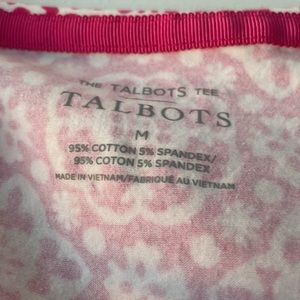 THE TALBOTS TEE
TALBOTS
M
95% COTTON 5% SPANDEX/
95% COTON 5% SPANDEX
MADE IN VIETNAM/FABRIQUÉ AU VIETNAM